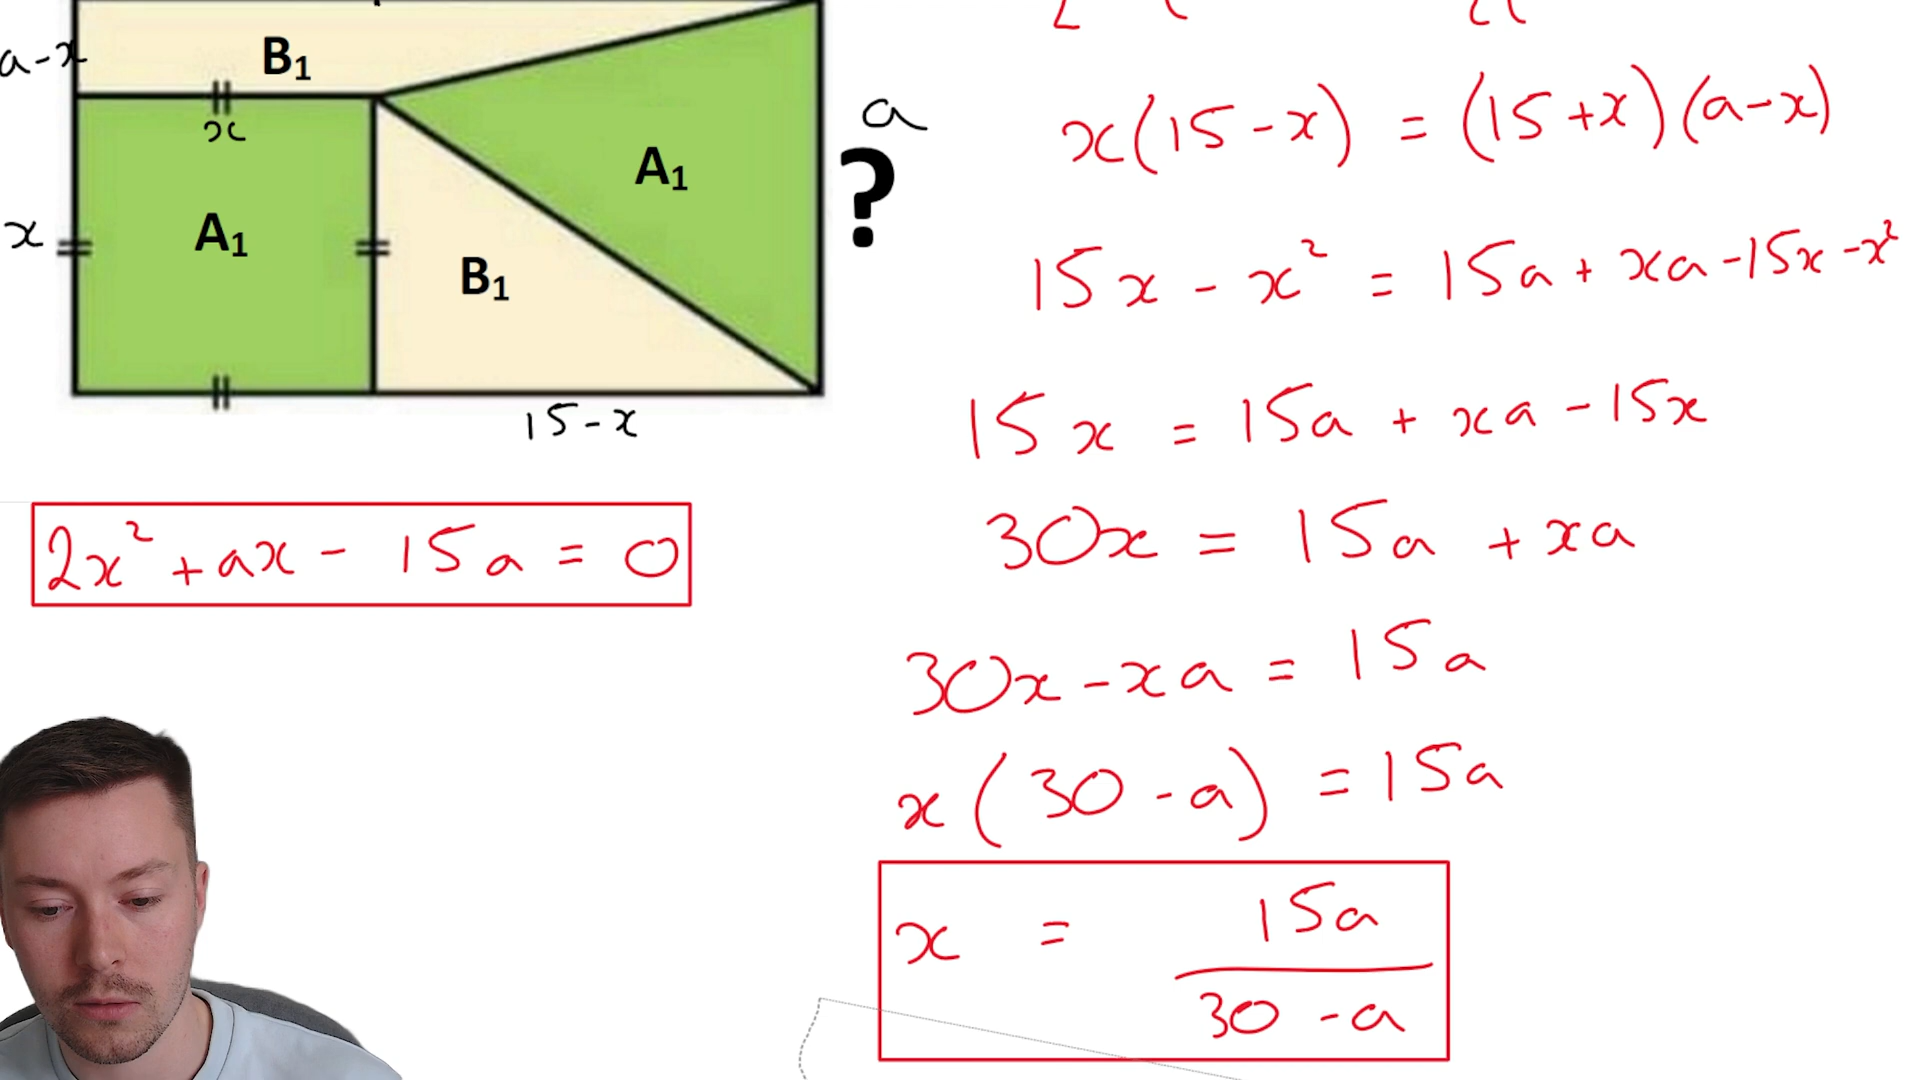 a-x
B₁
x
a
?
x
A₁
A₁
B₁
15-x
2x² + ax - 15a = 0
x(15-x) = (15+x)(a-x)
15x - x² = 15a + xa - 15x - x²
15x = 15a + xa - 15x
30x = 15a + xa
30x - xa = 15a
x(30-a) = 15a
x = 15a
30 - a